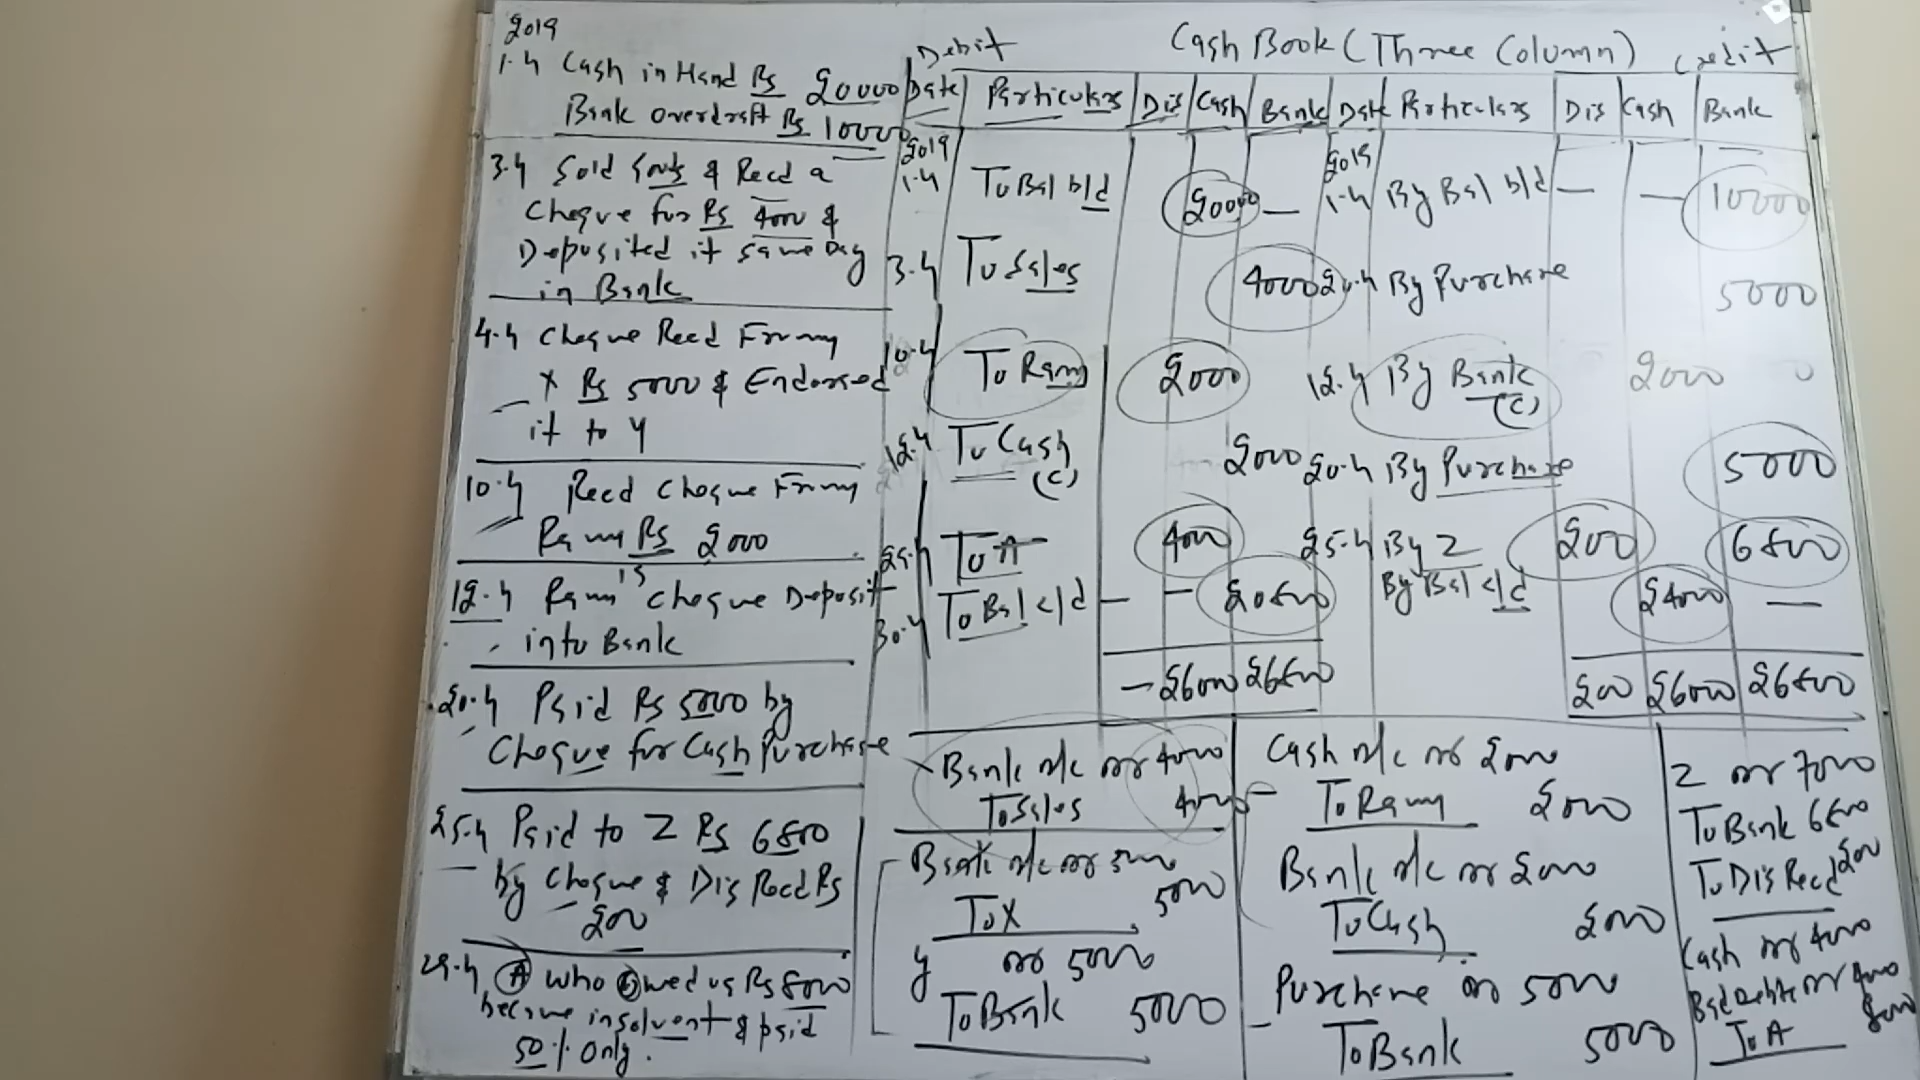 2019
1.4 Cash in Hand Rs 20000
Bank overdraft Rs 10000
3.4 Sold Goods & Recd a
Cheque for Rs 4000 &
Deposited it same Day
in Bank
4.4 Cheque Recd From
X Rs 5000 & Endorsed
it to Y
10.4 Recd Cheque From
Ram Rs 2000
12.4 Ram's Cheque Deposit
into Bank
20.4 Paid Rs 5000 by
Cheque for Cash Purchase
25.4 Paid to Z Rs 6800
by Cheque & Dis Recd Rs
200
29.4 A who owed us Rs 8000
became insolvent & paid
50% Only.
Debit Cash Book (Three Column) Credit
Date Particulars Dis Cash Bank Date Particulars Dis Cash Bank
2019 2019
1.4 To Bal b/d 20000 — 1.4 By Bal b/d — — 10000
3.4 To Sales 4000 20.4 By Purchase 5000
10.4 To Ram 2000 12.4 By Bank (C) 2000
12.4 To Cash (C) 2000 20.4 By Purchase 5000
25.4 To A 4000 25.4 By Z 200 6800
30.4 To Bal c/d — — 20800 By Bal c/d 24000 —
— 26000 26800 200 26000 26800
Bank A/c Dr 4000
To Sales 4000
Bank A/c Dr 5000
To X 5000
Y Dr 5000
To Bank 5000
Cash A/c Dr 2000
To Ram 2000
Bank A/c Dr 2000
To Cash 2000
Purchase Dr 5000
To Bank 5000
Z Dr 7000
To Bank 6800
To Dis Recd 200
Cash Dr 4000
Bad Debts Dr 4000
To A 8000